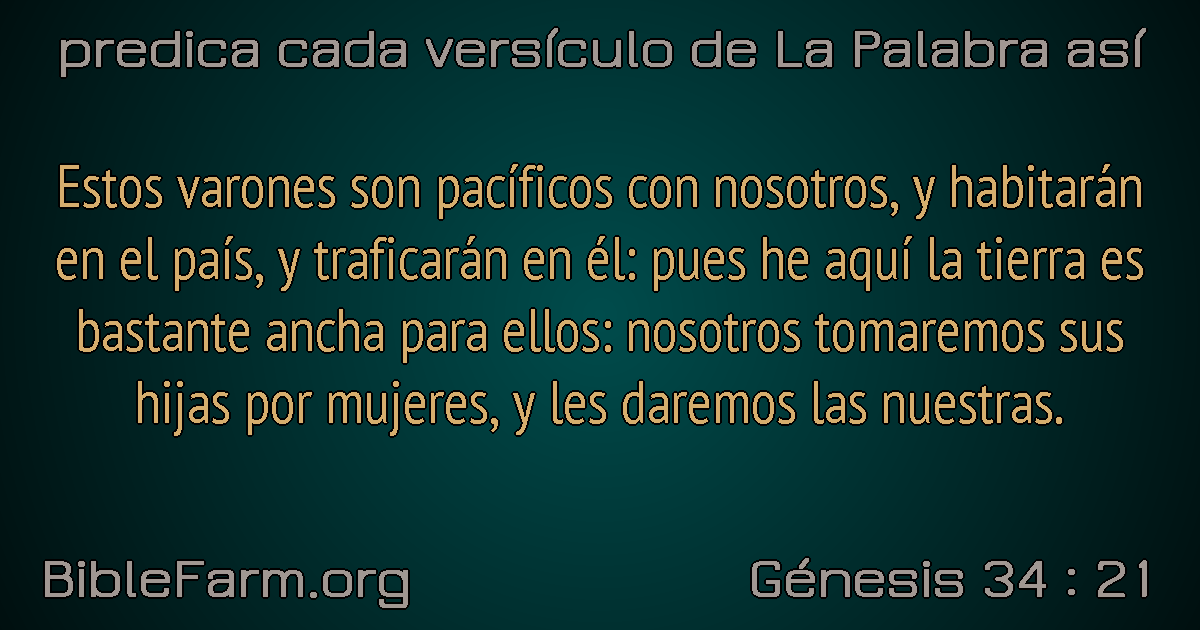 predica cada versículo de La Palabra así
Estos varones son pacíficos con nosotros, y habitarán
en el país, y traficarán en él: pues he aquí la tierra es
bastante ancha para ellos: nosotros tomaremos sus
hijas por mujeres, y les daremos las nuestras.
BibleFarm.org
Génesis 34 : 21